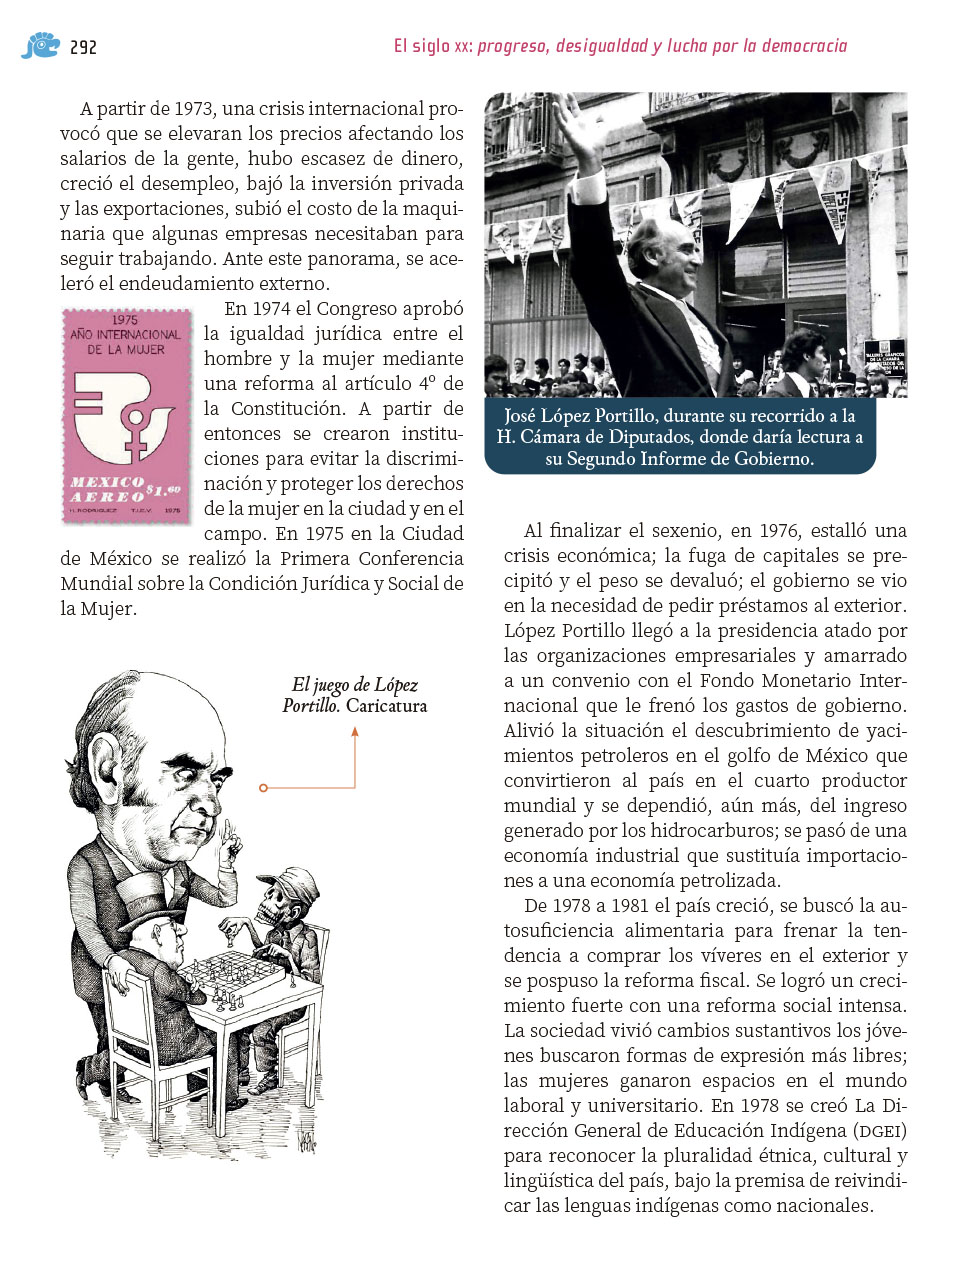 292
El siglo XX: progreso, desigualdad y lucha por la democracia
A partir de 1973, una crisis internacional pro-
vocó que se elevaran los precios afectando los
salarios de la gente, hubo escasez de dinero,
creció el desempleo, bajó la inversión privada
y las exportaciones, subió el costo de la maqui-
naria que algunas empresas necesitaban para
seguir trabajando. Ante este panorama, se ace-
leró el endeudamiento externo.
En 1974 el Congreso aprobó
la igualdad jurídica entre el
hombre y la mujer mediante
una reforma al artículo 4º de
la Constitución. A partir de
entonces se crearon institu-
ciones para evitar la discrimi-
nación y proteger los derechos
de la mujer en la ciudad y en el
campo. En 1975 en la Ciudad
de México se realizó la Primera Conferencia
Mundial sobre la Condición Jurídica y Social de
la Mujer.
1975
AÑO INTERNACIONAL
DE LA MUJER
MEXICO
AEREO $1.60
H. RODRIGUEZ T.I.E.V. 1975
El juego de López
Portillo. Caricatura
José López Portillo, durante su recorrido a la
H. Cámara de Diputados, donde daría lectura a
su Segundo Informe de Gobierno.
Al finalizar el sexenio, en 1976, estalló una
crisis económica; la fuga de capitales se pre-
cipitó y el peso se devaluó; el gobierno se vio
en la necesidad de pedir préstamos al exterior.
López Portillo llegó a la presidencia atado por
las organizaciones empresariales y amarrado
a un convenio con el Fondo Monetario Inter-
nacional que le frenó los gastos de gobierno.
Alivió la situación el descubrimiento de yaci-
mientos petroleros en el golfo de México que
convirtieron al país en el cuarto productor
mundial y se dependió, aún más, del ingreso
generado por los hidrocarburos; se pasó de una
economía industrial que sustituía importacio-
nes a una economía petrolizada.
De 1978 a 1981 el país creció, se buscó la au-
tosuficiencia alimentaria para frenar la ten-
dencia a comprar los víveres en el exterior y
se pospuso la reforma fiscal. Se logró un creci-
miento fuerte con una reforma social intensa.
La sociedad vivió cambios sustantivos los jóve-
nes buscaron formas de expresión más libres;
las mujeres ganaron espacios en el mundo
laboral y universitario. En 1978 se creó La Di-
rección General de Educación Indígena (DGEI)
para reconocer la pluralidad étnica, cultural y
lingüística del país, bajo la premisa de reivindi-
car las lenguas indígenas como nacionales.